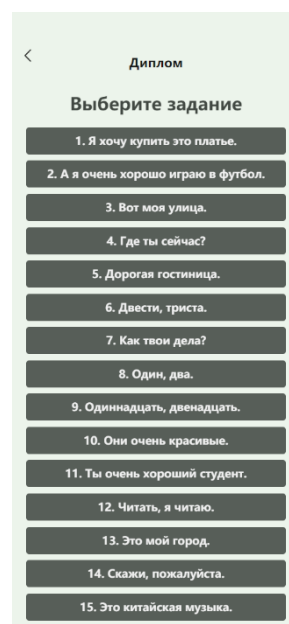 Диплом
Выберите задание
1. Я хочу купить это платье.
2. А я очень хорошо играю в футбол.
3. Вот моя улица.
4. Где ты сейчас?
5. Дорогая гостиница.
6. Двести, триста.
7. Как твои дела?
8. Один, два.
9. Одиннадцать, двенадцать.
10. Они очень красивые.
11. Ты очень хороший студент.
12. Читать, я читаю.
13. Это мой город.
14. Скажи, пожалуйста.
15. Это китайская музыка.